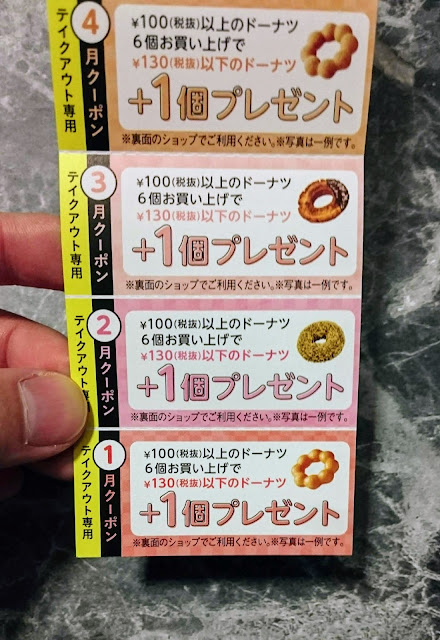 テイクアウト専用
4月クーポン
¥100(税抜)以上のドーナツ
6個お買い上げで
¥130(税抜)以下のドーナツ
+1個プレゼント
※裏面のショップでご利用ください。※写真は一例です。
テイクアウト専用
3月クーポン
¥100(税抜)以上のドーナツ
6個お買い上げで
¥130(税抜)以下のドーナツ
+1個プレゼント
※裏面のショップでご利用ください。※写真は一例です。
テイクアウト専用
2月クーポン
¥100(税抜)以上のドーナツ
6個お買い上げで
¥130(税抜)以下のドーナツ
+1個プレゼント
※裏面のショップでご利用ください。※写真は一例です。
テイクアウト専用
1月クーポン
¥100(税抜)以上のドーナツ
6個お買い上げで
¥130(税抜)以下のドーナツ
+1個プレゼント
※裏面のショップでご利用ください。※写真は一例です。